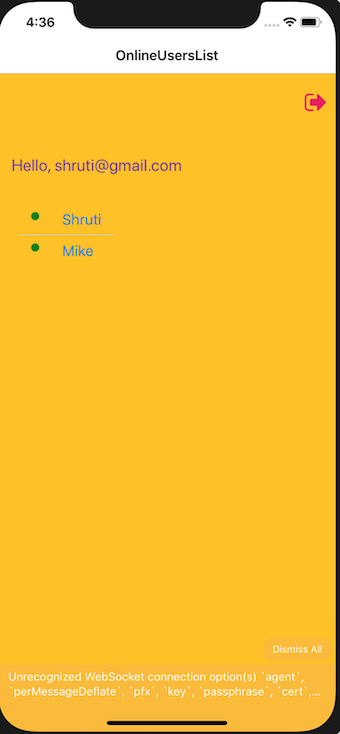 4:36
OnlineUsersList
Hello, shruti@gmail.com
Shruti
Mike
Dismiss All
Unrecognized WebSocket connection option(s) `agent`,
`perMessageDeflate`, `pfx`, `key`, `passphrase`, `cert`,...